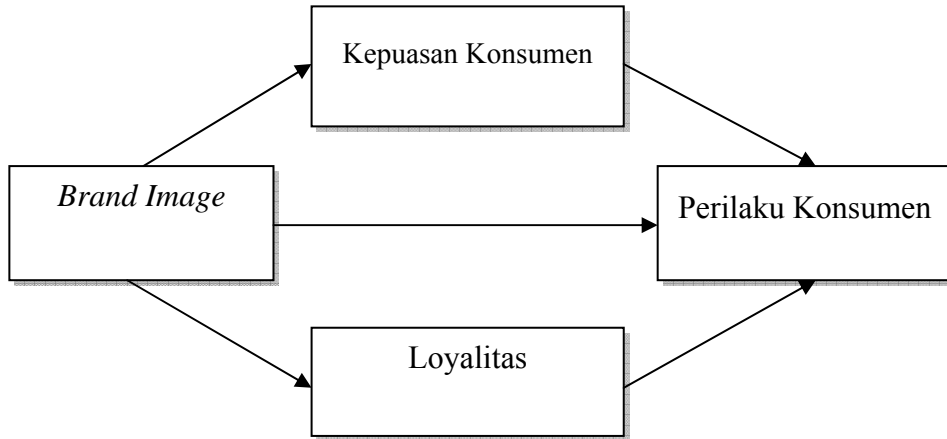 Kepuasan Konsumen
Brand Image
Perilaku Konsumen
Loyalitas